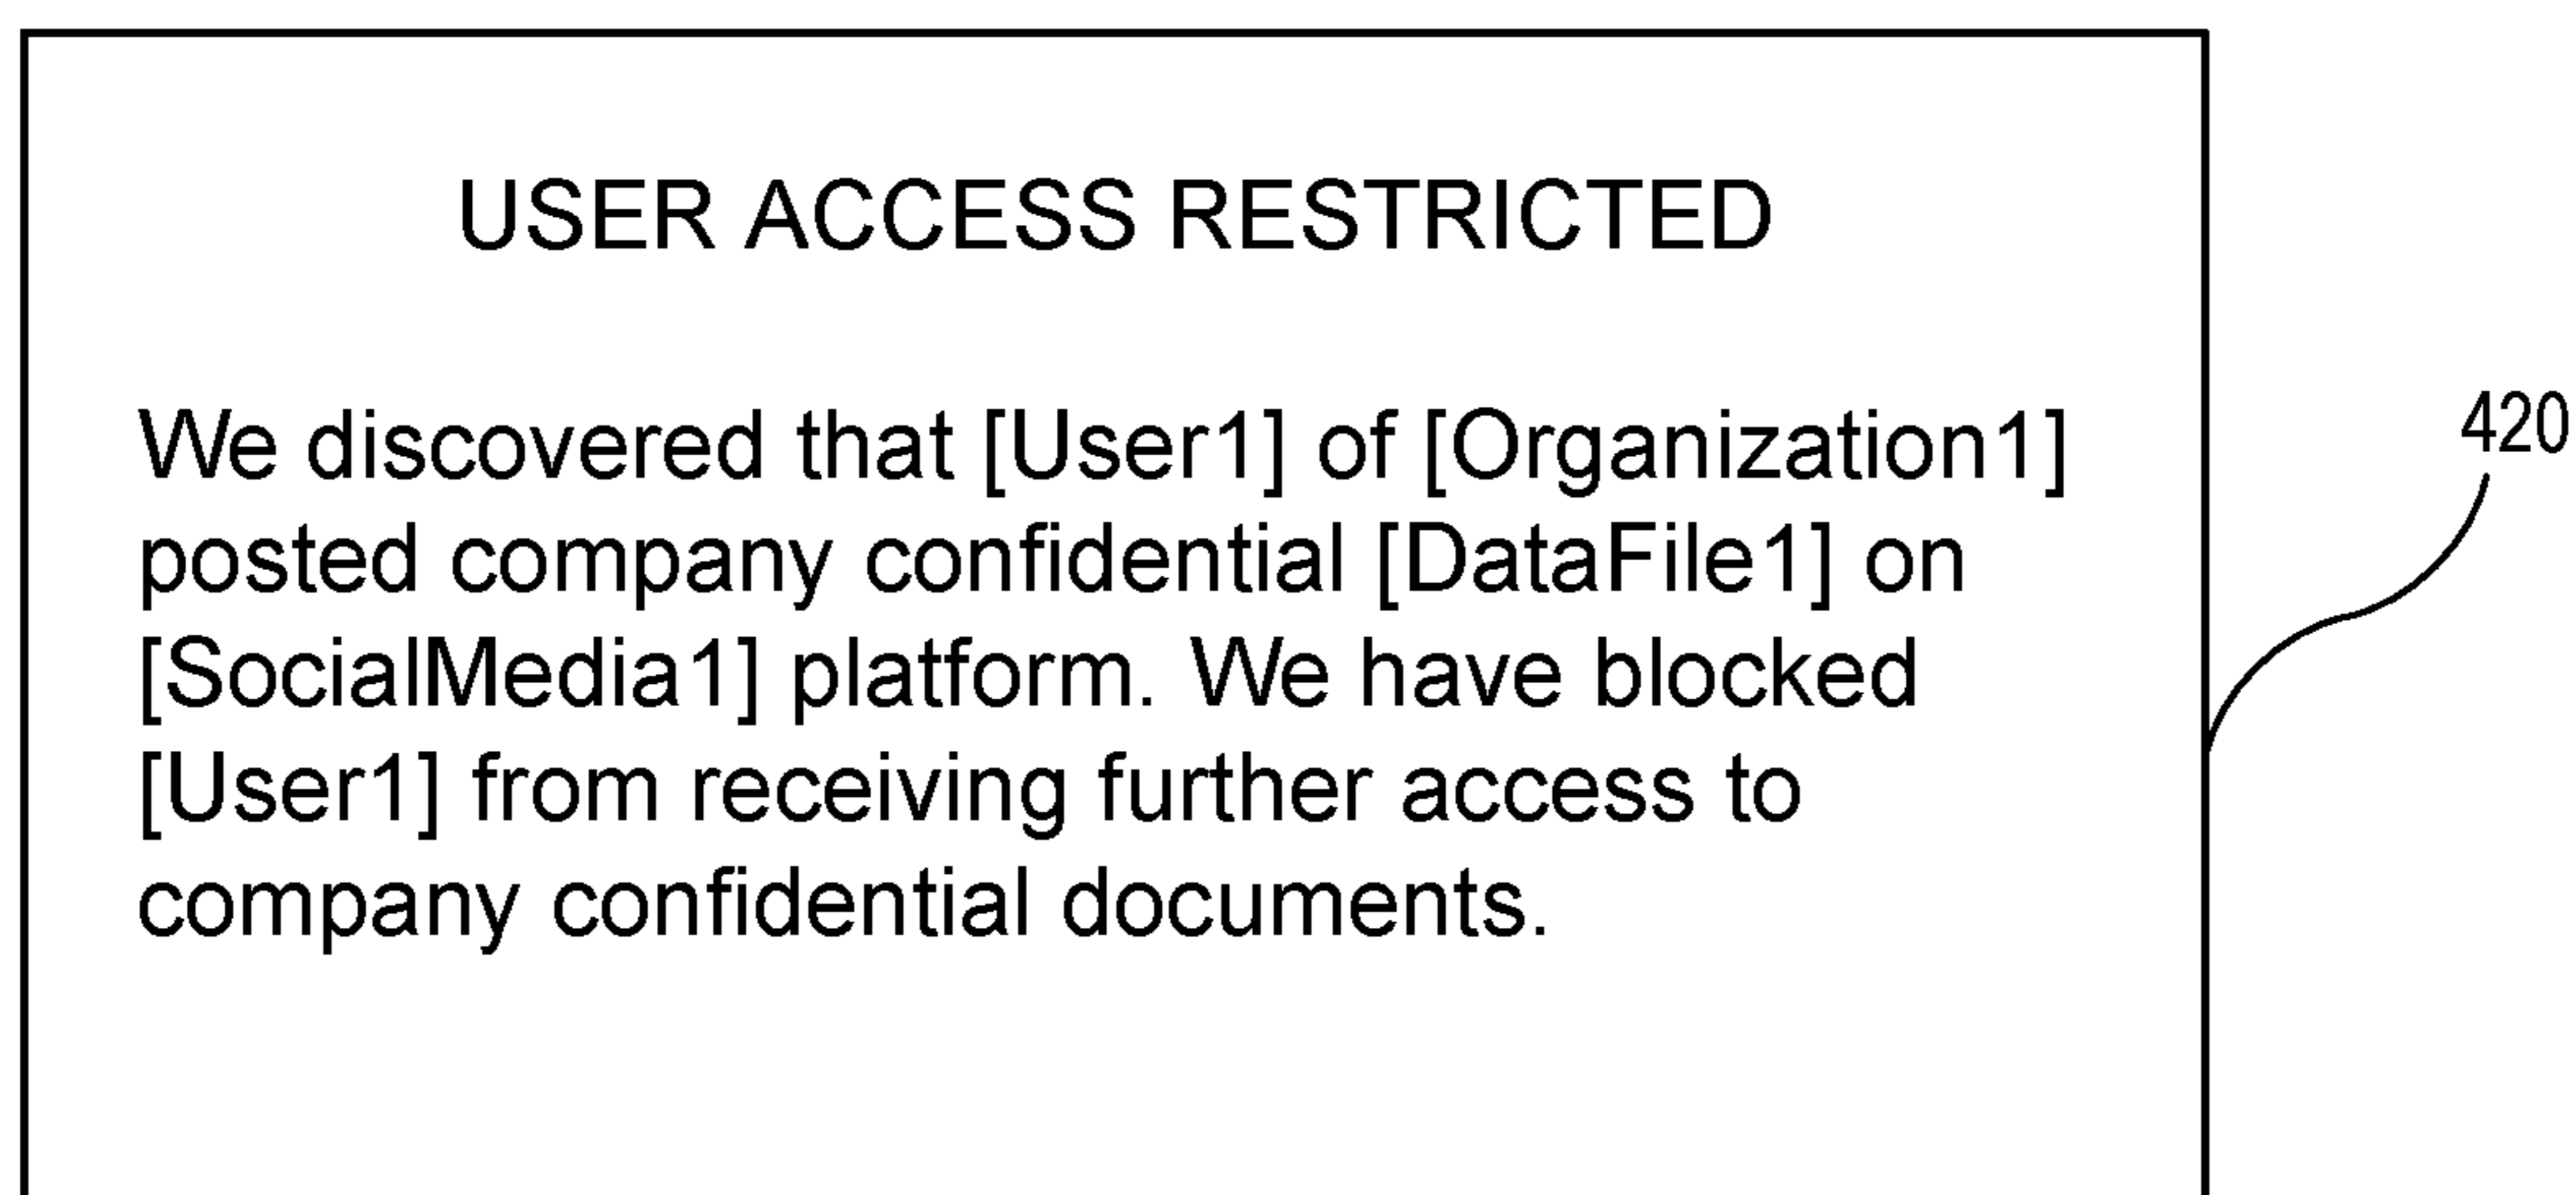 USER ACCESS RESTRICTED
We discovered that [User1] of [Organization1]
posted company confidential [DataFile1] on
[SocialMedia1] platform. We have blocked
[User1] from receiving further access to
company confidential documents.
420